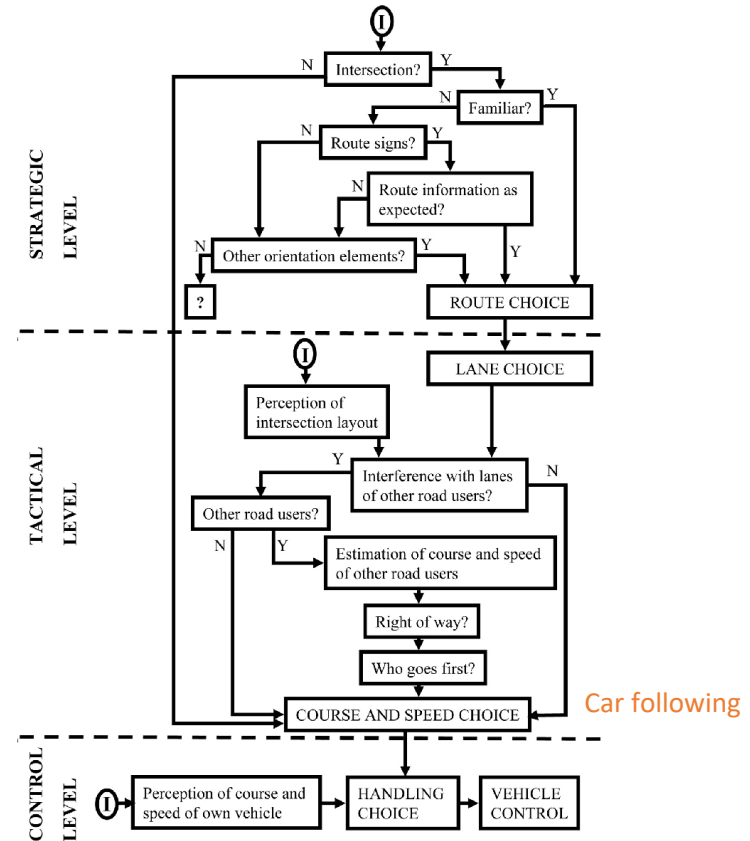 I
N
Intersection?
Y
N
Familiar?
Y
N
Route signs?
Y
N
Route information as
expected?
Y
N
Other orientation elements?
Y
?
ROUTE CHOICE
STRATEGIC
LEVEL
I
LANE CHOICE
Perception of
intersection layout
Y
Interference with lanes
of other road users?
N
Other road users?
N
Y
Estimation of course and speed
of other road users
Right of way?
Who goes first?
COURSE AND SPEED CHOICE
Car following
TACTICAL
LEVEL
I
Perception of course and
speed of own vehicle
HANDLING
CHOICE
VEHICLE
CONTROL
CONTROL
LEVEL